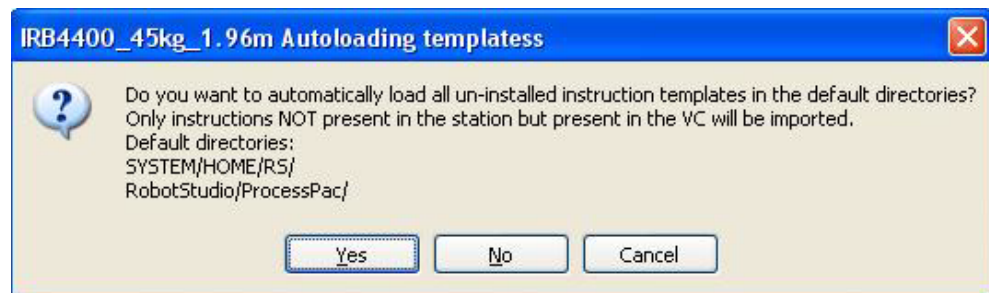 IRB4400_45kg_1.96m Autoloading templatess
Do you want to automatically load all un-installed instruction templates in the default directories?
Only instructions NOT present in the station but present in the VC will be imported.
Default directories:
SYSTEM/HOME/RS/
RobotStudio/ProcessPac/
Yes
No
Cancel